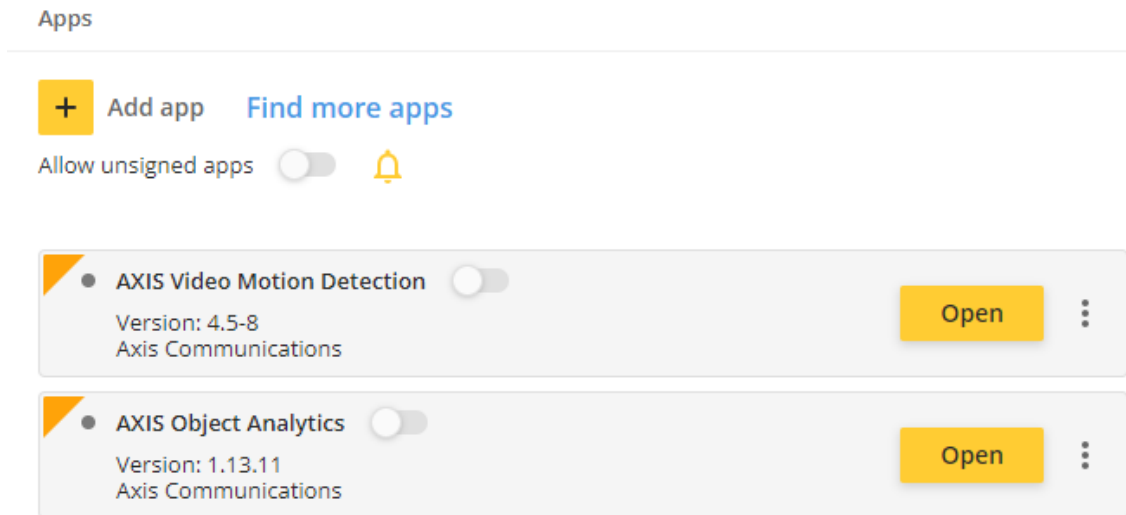 Apps
+ Add app Find more apps
Allow unsigned apps
AXIS Video Motion Detection
Version: 4.5-8
Axis Communications
Open
AXIS Object Analytics
Version: 1.13.11
Axis Communications
Open